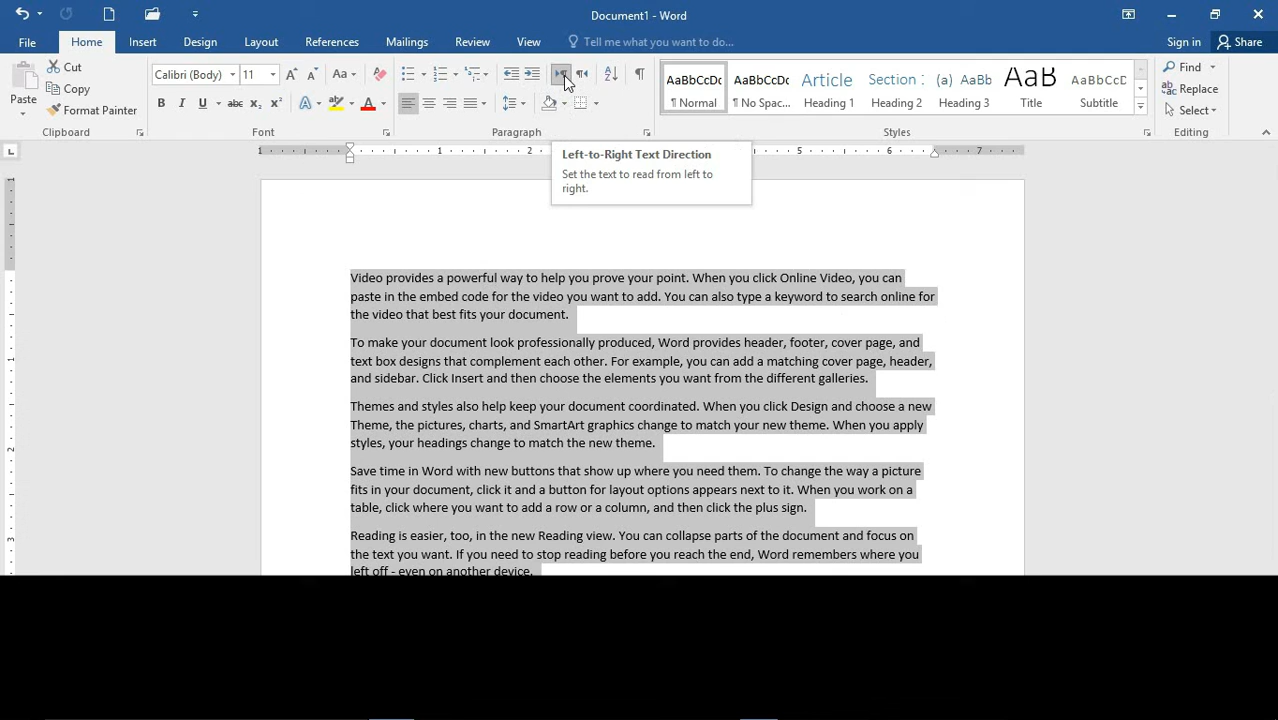 Document1 - Word
File Home Insert Design Layout References Mailings Review View Tell me what you want to do... Sign in Share
Paste
Cut
Copy
Format Painter
Clipboard
Calibri (Body) 11 Aa
B I U abc X₂ X² A aby A
Font
Paragraph
AaBbCcDc AaBbCcDc Article Section : (a) AaBb AaB AaBbCcD
¶ Normal ¶ No Spac... Heading 1 Heading 2 Heading 3 Title Subtitle
Styles
Find
Replace
Select
Editing
1 1 2 5 6 7
Left-to-Right Text Direction
Set the text to read from left to
right.
Video provides a powerful way to help you prove your point. When you click Online Video, you can
paste in the embed code for the video you want to add. You can also type a keyword to search online for
the video that best fits your document.
To make your document look professionally produced, Word provides header, footer, cover page, and
text box designs that complement each other. For example, you can add a matching cover page, header,
and sidebar. Click Insert and then choose the elements you want from the different galleries.
Themes and styles also help keep your document coordinated. When you click Design and choose a new
Theme, the pictures, charts, and SmartArt graphics change to match your new theme. When you apply
styles, your headings change to match the new theme.
Save time in Word with new buttons that show up where you need them. To change the way a picture
fits in your document, click it and a button for layout options appears next to it. When you work on a
table, click where you want to add a row or a column, and then click the plus sign.
Reading is easier, too, in the new Reading view. You can collapse parts of the document and focus on
the text you want. If you need to stop reading before you reach the end, Word remembers where you
left off - even on another device.